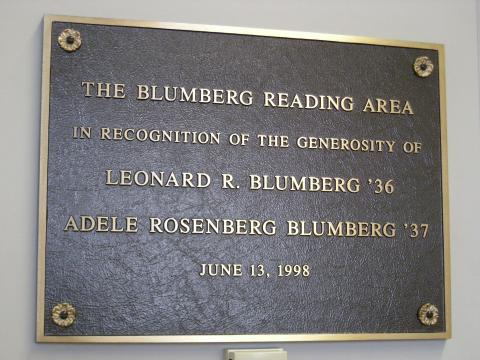 THE BLUMBERG READING AREA
IN RECOGNITION OF THE GENEROSITY OF
LEONARD R. BLUMBERG '36
ADELE ROSENBERG BLUMBERG '37
JUNE 13, 1998